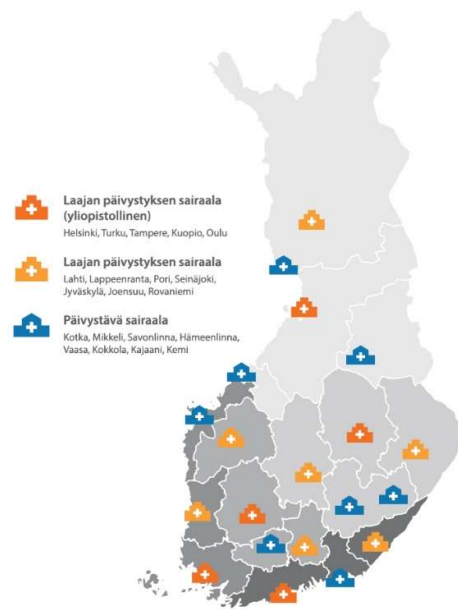 Laajan päivystyksen sairaala
(yliopistollinen)
Helsinki, Turku, Tampere, Kuopio, Oulu
Laajan päivystyksen sairaala
Lahti, Lappeenranta, Pori, Seinäjoki,
Jyväskylä, Joensuu, Rovaniemi
Päivystävä sairaala
Kotka, Mikkeli, Savonlinna, Hämeenlinna,
Vaasa, Kokkola, Kajaani, Kemi